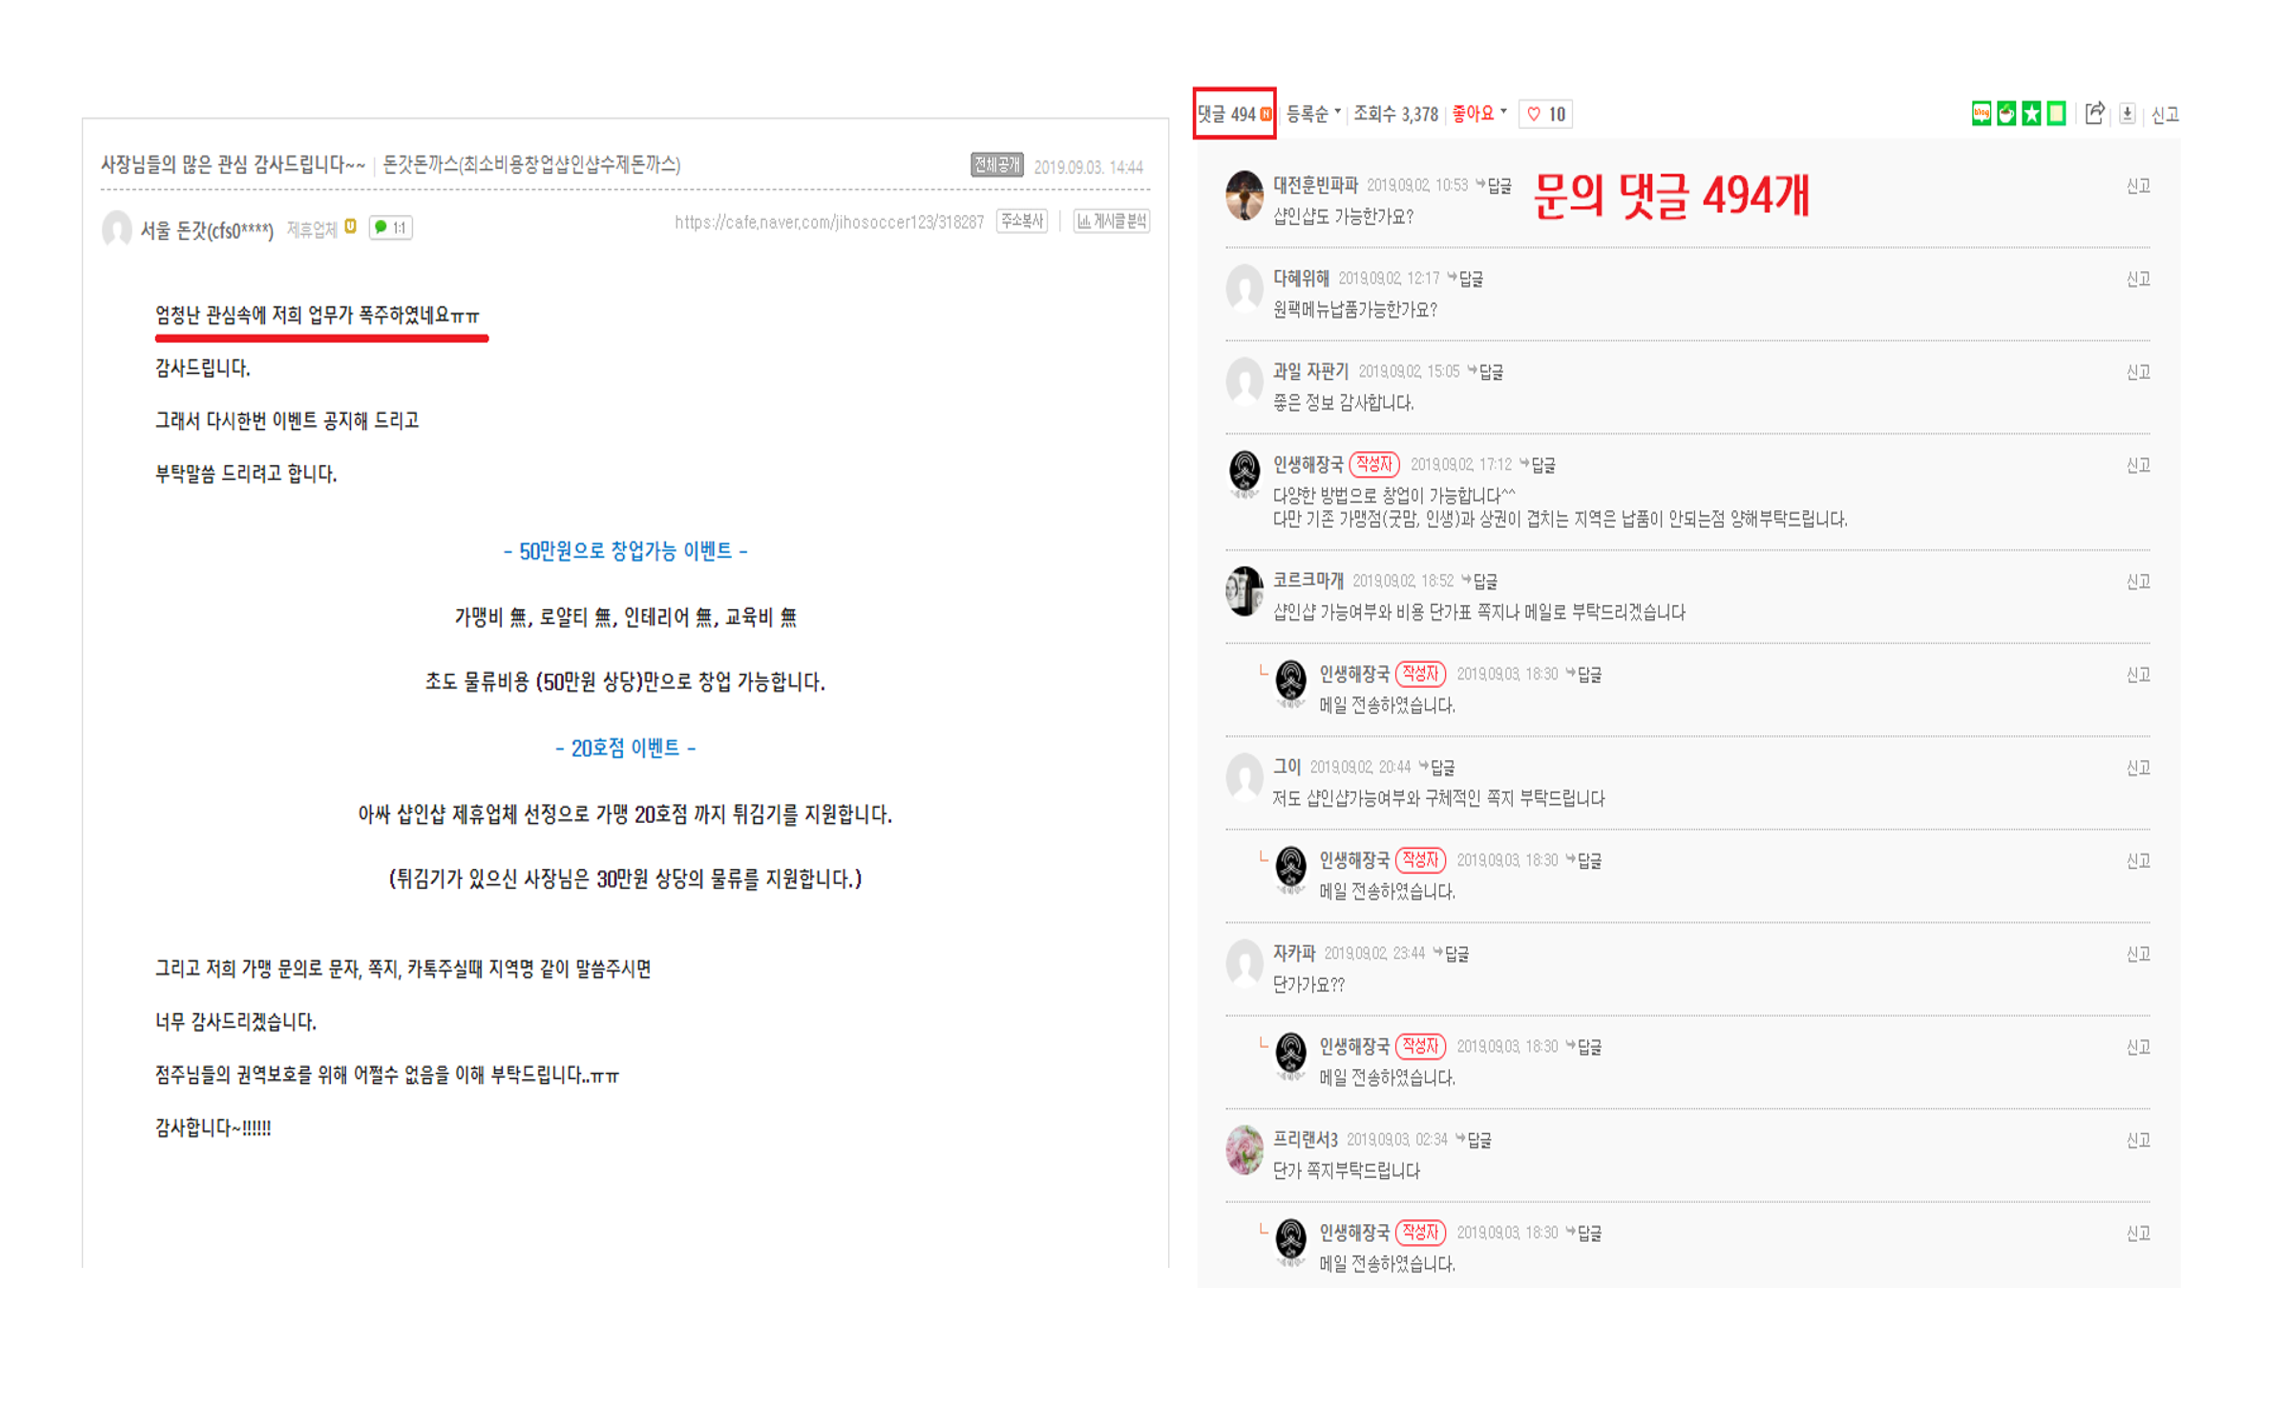 사장님들의 많은 관심 감사드립니다~~ | 돈갓돈까스(최소비용창업샵인샵수제돈까스) 전체공개 2019.09.03. 14:44
서울 돈갓(cfs0****) 제휴업체 1:1 https://cafe.naver.com/jihosoccer123/318287 주소복사 | 게시글 분석
엄청난 관심속에 저희 업무가 폭주하였네요ㅠㅠ
감사드립니다.
그래서 다시한번 이벤트 공지해 드리고
부탁말씀 드리려고 합니다.
- 50만원으로 창업가능 이벤트 -
가맹비 無, 로얄티 無, 인테리어 無, 교육비 無
초도 물류비용 (50만원 상당)만으로 창업 가능합니다.
- 20호점 이벤트 -
아싸 샵인샵 제휴업체 선정으로 가맹 20호점 까지 튀김기를 지원합니다.
(튀김기가 있으신 사장님은 30만원 상당의 물류를 지원합니다.)
그리고 저희 가맹 문의로 문자, 쪽지, 카톡주실때 지역명 같이 말씀주시면
너무 감사드리겠습니다.
점주님들의 권역보호를 위해 어쩔수 없음을 이해 부탁드립니다..ㅠㅠ
감사합니다~!!!!!!
댓글 494 N 등록순 | 조회수 3,378 | 좋아요 ♡ 10 blog 신고
대전훈빈파파 2019.09.02. 10:53 답글 신고
문의 댓글 494개
샵인샵도 가능한가요?
다혜위해 2019.09.02. 12:17 답글 신고
원팩메뉴납품가능한가요?
과일 자판기 2019.09.02. 15:05 답글 신고
좋은 정보 감사합니다.
인생해장국 작성자 2019.09.02. 17:12 답글 신고
다양한 방법으로 창업이 가능합니다^^
다만 기존 가맹점(굿맘, 인생)과 상권이 겹치는 지역은 납품이 안되는점 양해부탁드립니다.
코르크마개 2019.09.02. 18:52 답글 신고
샵인샵 가능여부와 비용 단가표 쪽지나 메일로 부탁드리겠습니다
인생해장국 작성자 2019.09.03. 18:30 답글 신고
메일 전송하였습니다.
그이 2019.09.02. 20:44 답글 신고
저도 샵인샵가능여부와 구체적인 쪽지 부탁드립니다
인생해장국 작성자 2019.09.03. 18:30 답글 신고
메일 전송하였습니다.
자카파 2019.09.02. 23:44 답글 신고
단가가요??
인생해장국 작성자 2019.09.03. 18:30 답글 신고
메일 전송하였습니다.
프리랜서3 2019.09.03. 02:34 답글 신고
단가 쪽지부탁드립니다
인생해장국 작성자 2019.09.03. 18:30 답글 신고
메일 전송하였습니다.